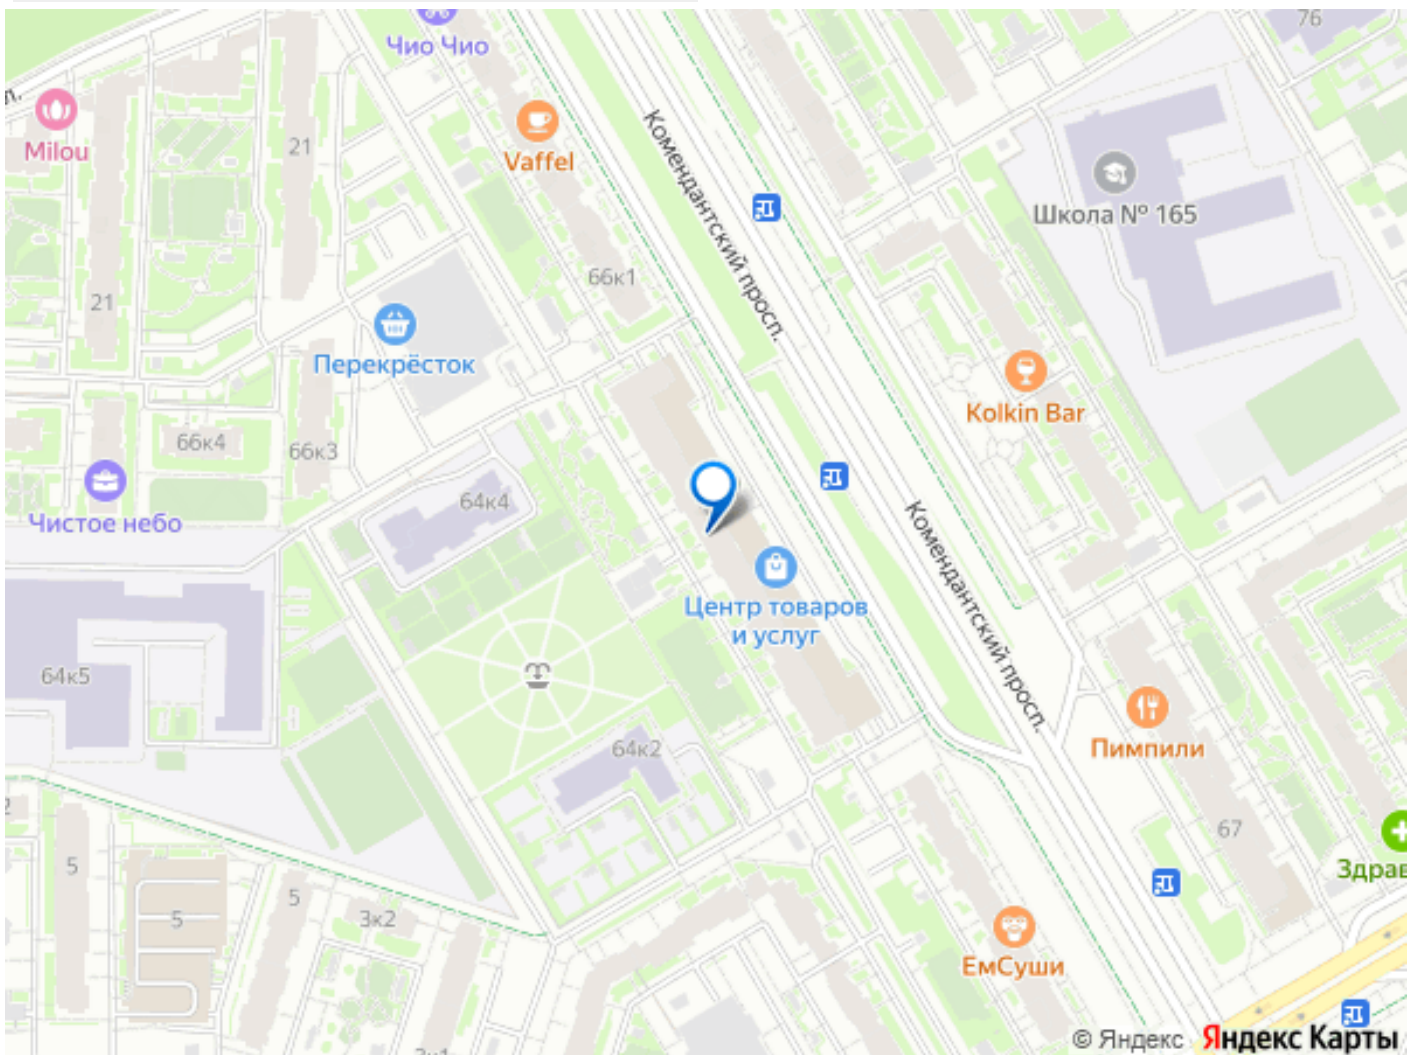 76
Чио Чио
Milou
21
Vaffel
Комендантский просп.
Школа № 165
66к1
21
Перекрёсток
Kolkin Bar
66к4
66к3
64к4
Чистое небо
Комендантский просп.
Центр товаров
и услуг
64к5
64к2
Пимпили
67
5
Здрав
5
5
3к2
ЕмСуши
© Яндекс Яндекс Карты